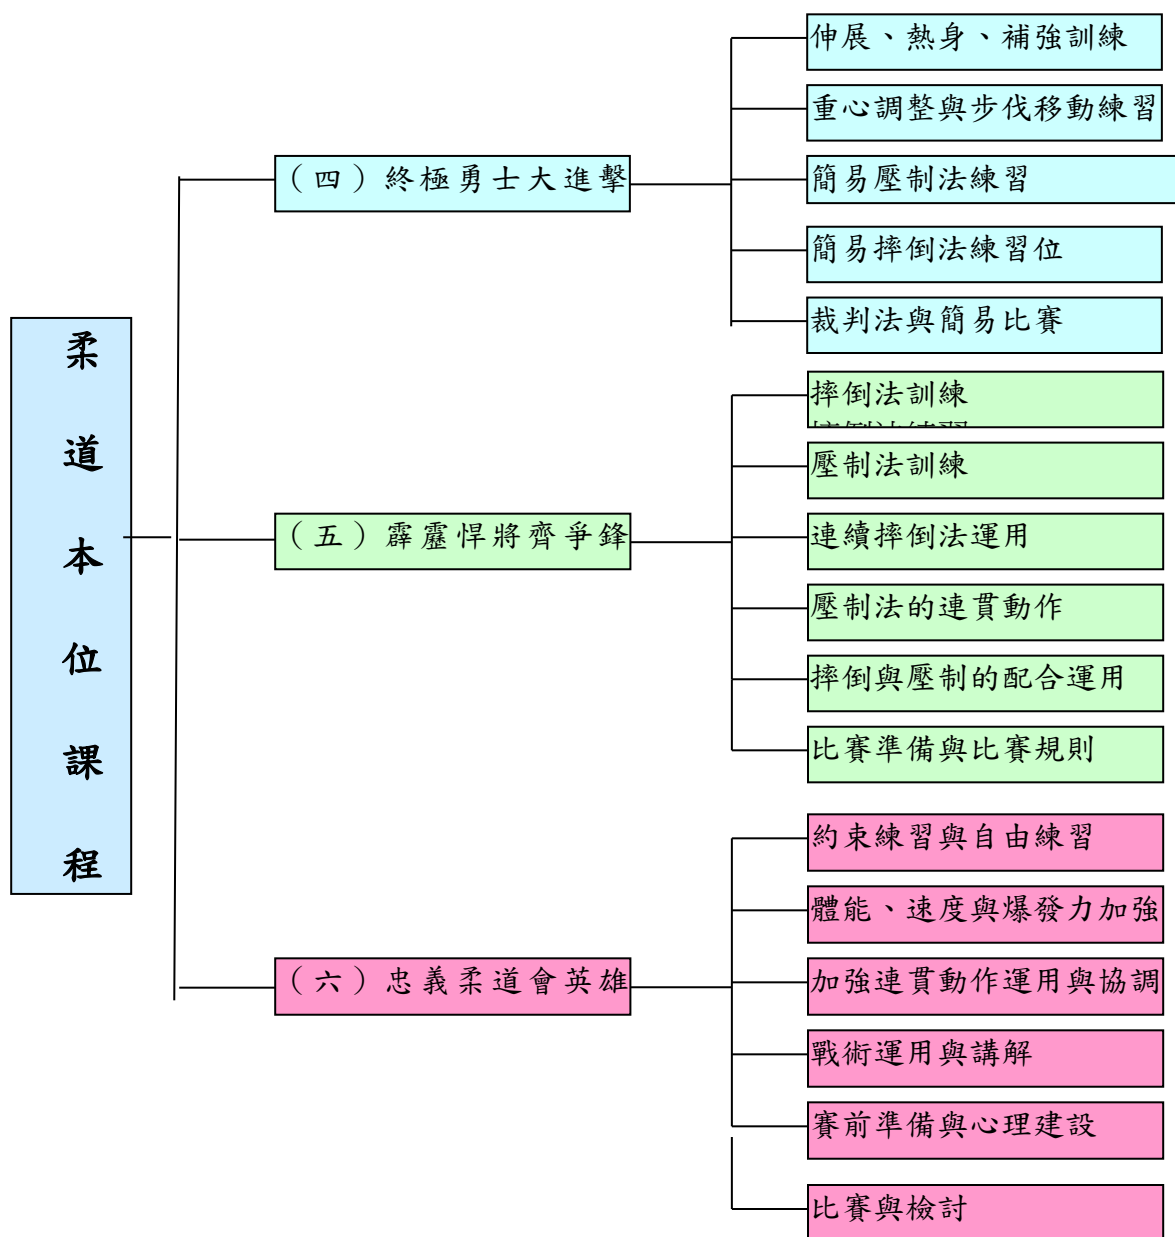 柔道本位課程
（四）終極勇士大進擊
伸展、熱身、補強訓練
重心調整與步伐移動練習
簡易壓制法練習
簡易摔倒法練習位
裁判法與簡易比賽
（五）霹靂悍將齊爭鋒
摔倒法訓練
壓制法訓練
連續摔倒法運用
壓制法的連貫動作
摔倒與壓制的配合運用
比賽準備與比賽規則
（六）忠義柔道會英雄
約束練習與自由練習
體能、速度與爆發力加強
加強連貫動作運用與協調
戰術運用與講解
賽前準備與心理建設
比賽與檢討